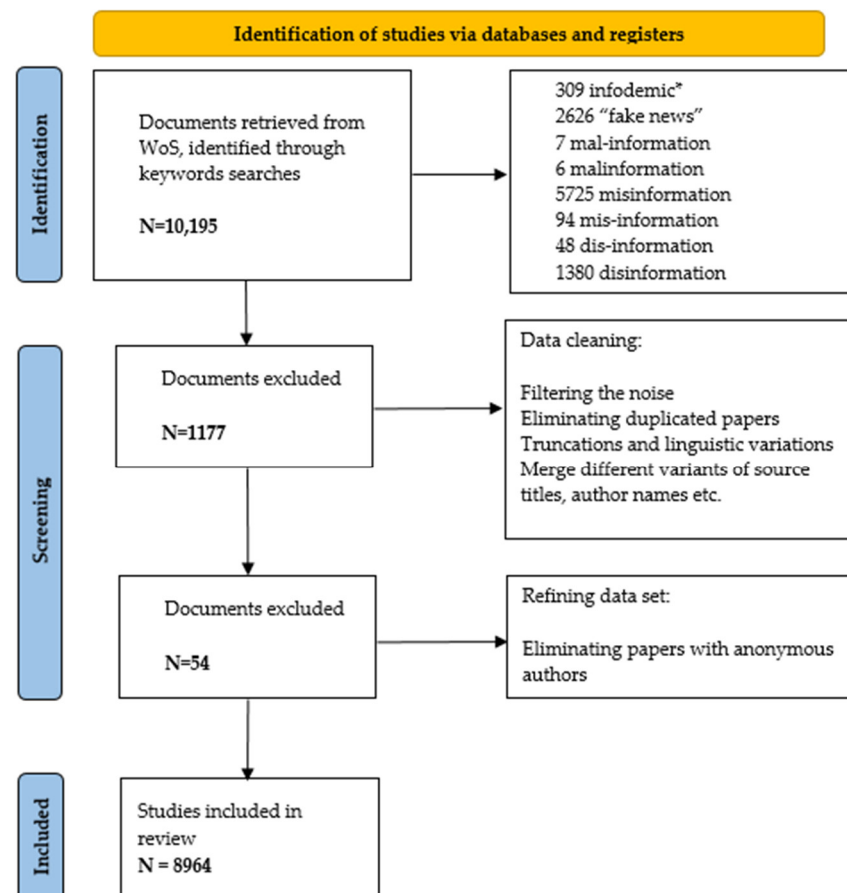 Identification of studies via databases and registers
Identification
Documents retrieved from
WoS, identified through
keywords searches
N=10,195
309 infodemic*
2626 “fake news”
7 mal-information
6 malinformation
5725 misinformation
94 mis-information
48 dis-information
1380 disinformation
Screening
Documents excluded
N=1177
Data cleaning:
Filtering the noise
Eliminating duplicated papers
Truncations and linguistic variations
Merge different variants of source
titles, author names etc.
Documents excluded
N=54
Refining data set:
Eliminating papers with anonymous
authors
Included
Studies included in
review
N = 8964